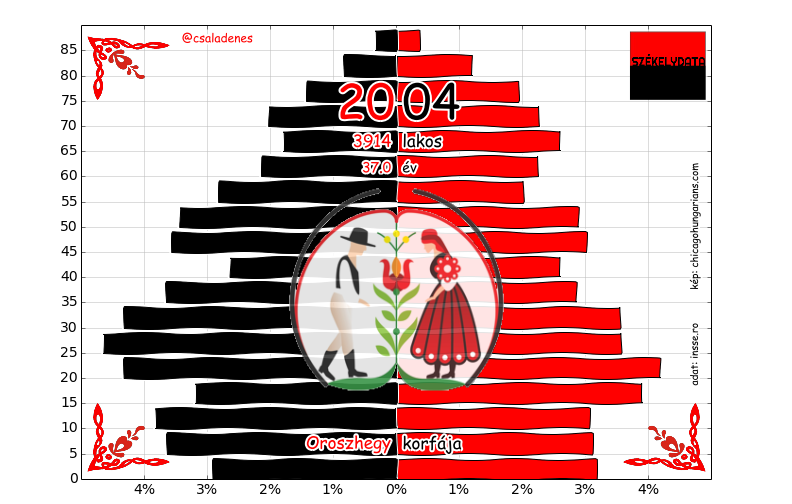 @csaladenes
SZÉKELYDATA
2004
3914 lakos
37.0 év
kép: chicagohungarians.com
adat: insse.ro
Oroszhegy korfája
85
80
75
70
65
60
55
50
45
40
35
30
25
20
15
10
5
0
4% 3% 2% 1% 0% 1% 2% 3% 4%